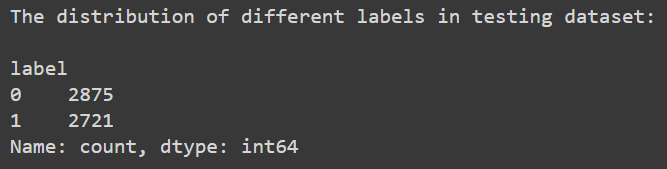 The distribution of different labels in testing dataset:
label
0    2875
1    2721
Name: count, dtype: int64